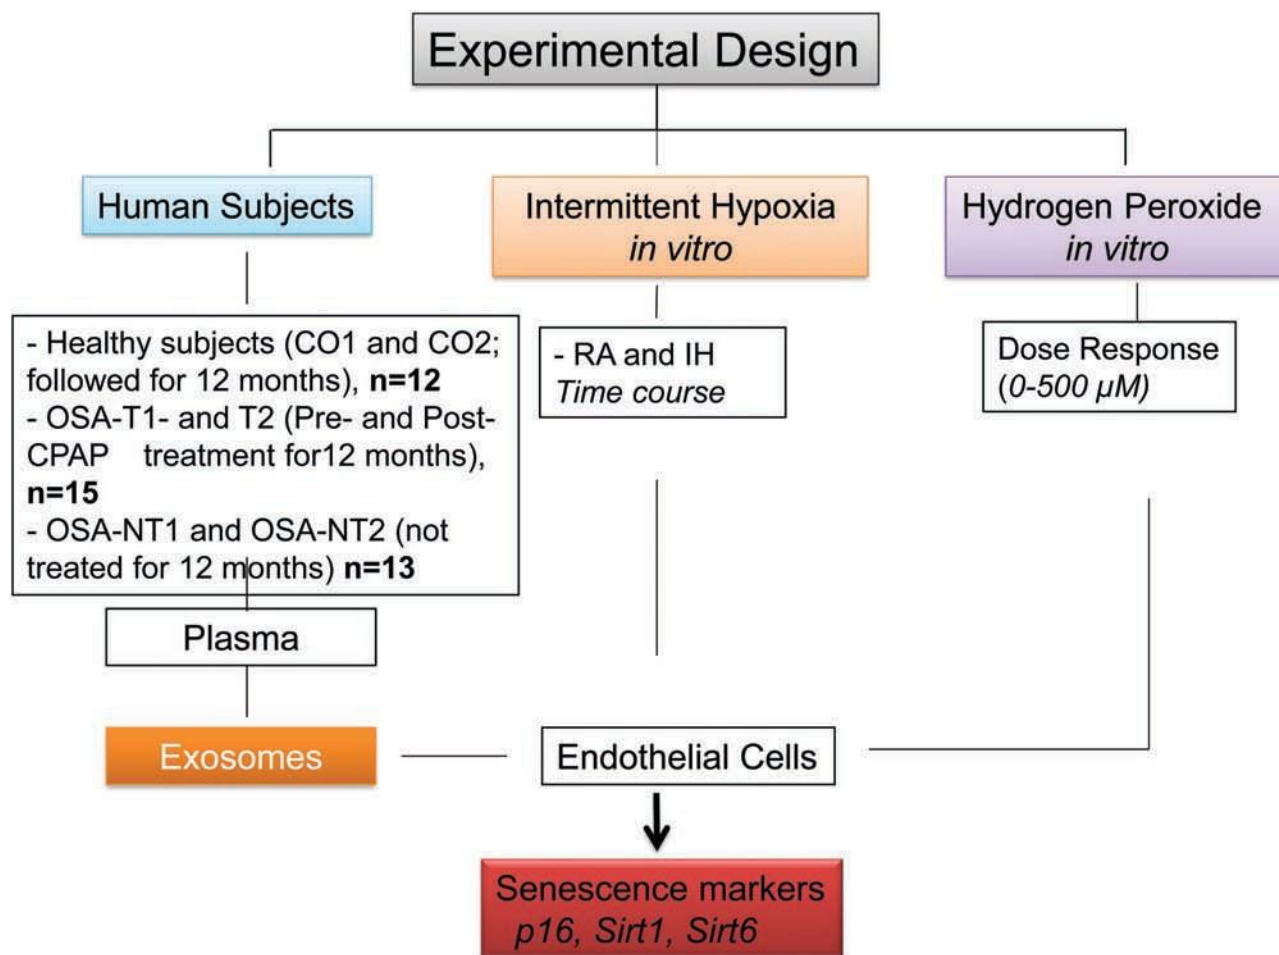 Experimental Design
Human Subjects
Intermittent Hypoxia
in vitro
Hydrogen Peroxide
in vitro
- Healthy subjects (CO1 and CO2;
followed for 12 months), n=12
- OSA-T1- and T2 (Pre- and Post-
CPAP treatment for12 months),
n=15
- OSA-NT1 and OSA-NT2 (not
treated for 12 months) n=13
- RA and IH
Time course
Dose Response
(0-500 µM)
Plasma
Exosomes
Endothelial Cells
Senescence markers
p16, Sirt1, Sirt6